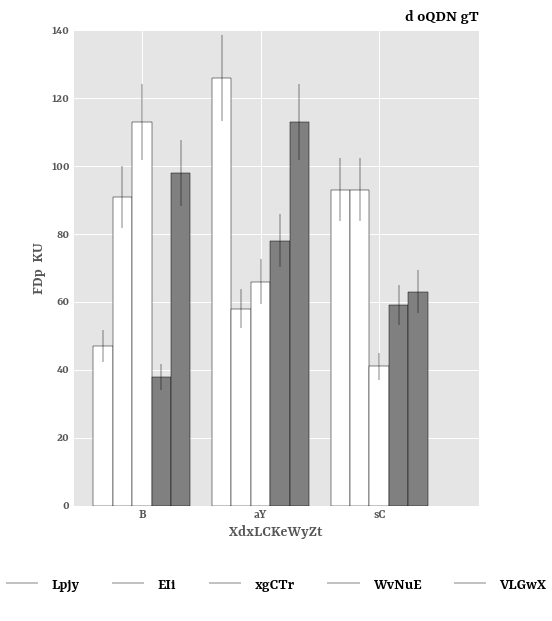 d oQDN gT
140
120
100
80
60
40
20
0
FDp KU
B aY sC
XdxLCKeWyZt
Lpjy EIi xgCTr WvNuE VLGwX